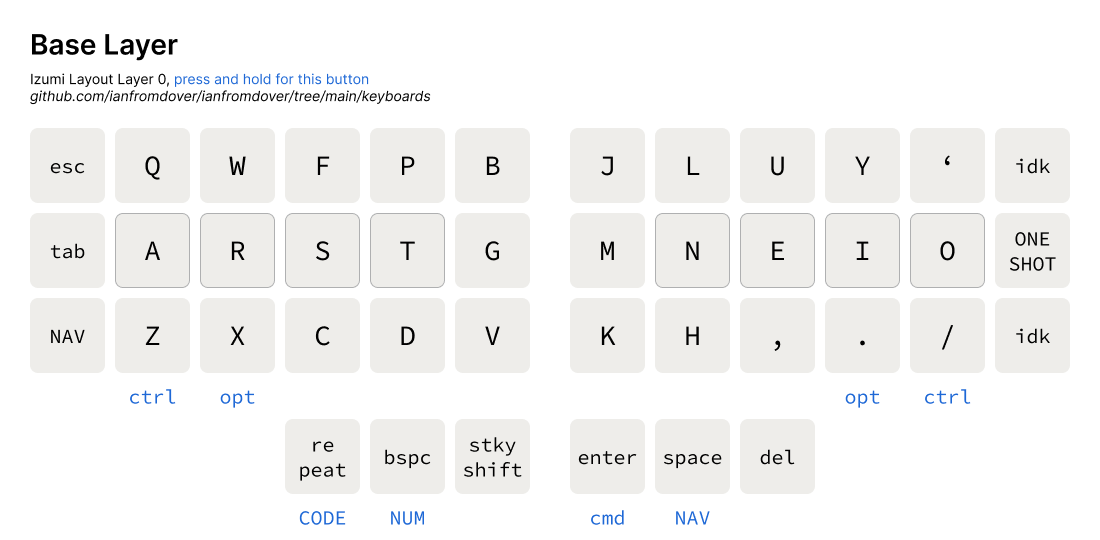 Base Layer
Izumi Layout Layer 0, press and hold for this button
github.com/ianfromdover/ianfromdover/tree/main/keyboards
esc Q W F P B J L U Y ‘ idk
tab A R S T G M N E I O ONE SHOT
NAV Z X C D V K H , . / idk
ctrl opt opt ctrl
re peat bspc stky shift enter space del
CODE NUM cmd NAV